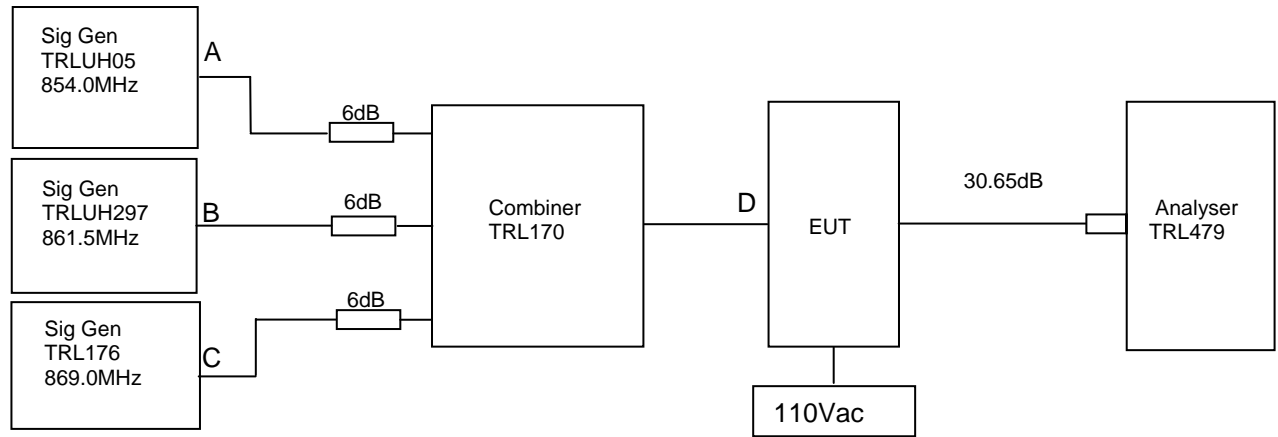 Sig Gen
TRLUH05
854.0MHz
A
6dB
Sig Gen
TRLUH297
861.5MHz
B
6dB
Sig Gen
TRL176
869.0MHz
C
6dB
Combiner
TRL170
D
EUT
110Vac
30.65dB
Analyser
TRL479